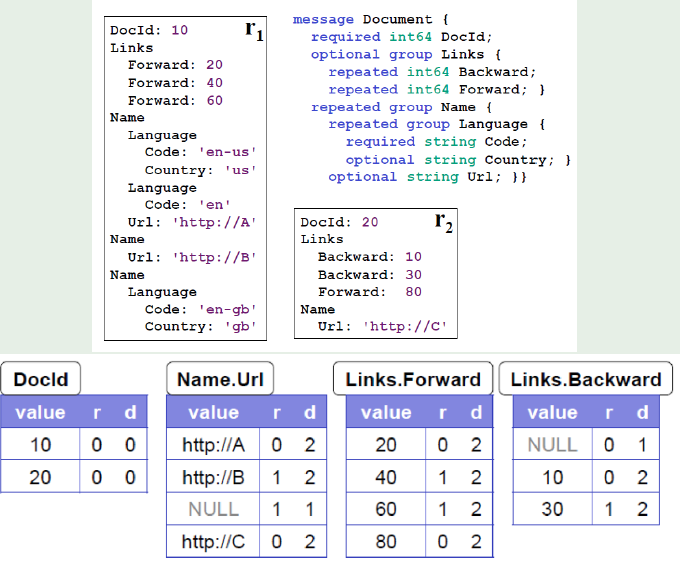 DocId: 10 r1
Links
Forward: 20
Forward: 40
Forward: 60
Name
Language
Code: 'en-us'
Country: 'us'
Language
Code: 'en'
Url: 'http://A'
Name
Url: 'http://B'
Name
Language
Code: 'en-gb'
Country: 'gb'
message Document {
required int64 DocId;
optional group Links {
repeated int64 Backward;
repeated int64 Forward; }
repeated group Name {
repeated group Language {
required string Code;
optional string Country; }
optional string Url; }}
DocId: 20 r2
Links
Backward: 10
Backward: 30
Forward: 80
Name
Url: 'http://C'
DocId
value r d
10 0 0
20 0 0
Name.Url
value r d
http://A 0 2
http://B 1 2
NULL 1 1
http://C 0 2
Links.Forward
value r d
20 0 2
40 1 2
60 1 2
80 0 2
Links.Backward
value r d
NULL 0 1
10 0 2
30 1 2